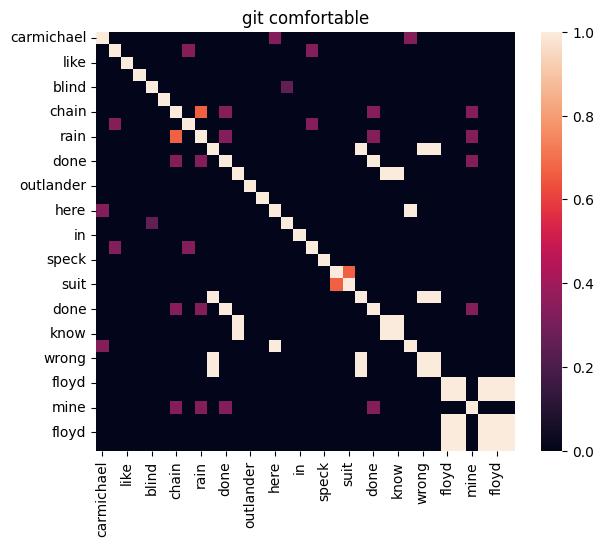 git comfortable
carmichael
like
blind
chain
rain
done
outlander
here
in
speck
suit
done
know
wrong
floyd
mine
floyd
carmichael
like
blind
chain
rain
done
outlander
here
in
speck
suit
done
know
wrong
floyd
mine
floyd
1.0
0.8
0.6
0.4
0.2
0.0